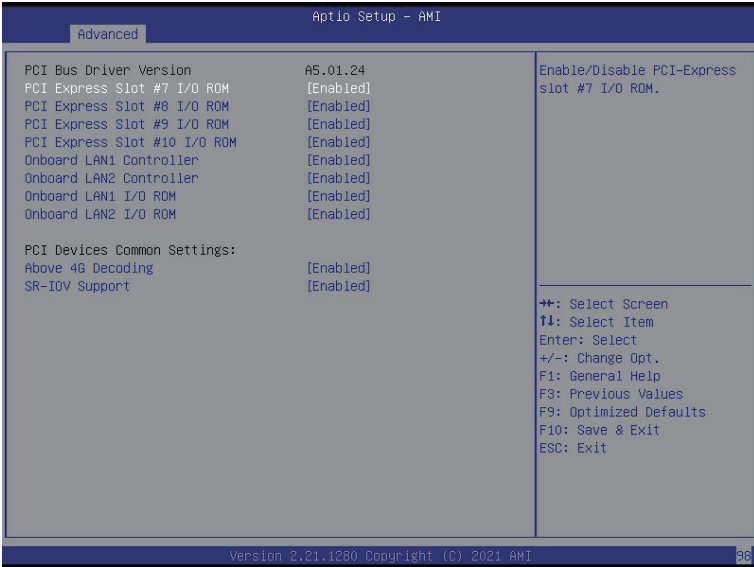 Aptio Setup – AMI
Advanced
PCI Bus Driver Version A5.01.24
PCI Express Slot #7 I/O ROM [Enabled]
PCI Express Slot #8 I/O ROM [Enabled]
PCI Express Slot #9 I/O ROM [Enabled]
PCI Express Slot #10 I/O ROM [Enabled]
Onboard LAN1 Controller [Enabled]
Onboard LAN2 Controller [Enabled]
Onboard LAN1 I/O ROM [Enabled]
Onboard LAN2 I/O ROM [Enabled]
PCI Devices Common Settings:
Above 4G Decoding [Enabled]
SR-IOV Support [Enabled]
Enable/Disable PCI-Express
slot #7 I/O ROM.
→←: Select Screen
↑↓: Select Item
Enter: Select
+/-: Change Opt.
F1: General Help
F3: Previous Values
F9: Optimized Defaults
F10: Save & Exit
ESC: Exit
Version 2.21.1280 Copyright (C) 2021 AMI
98